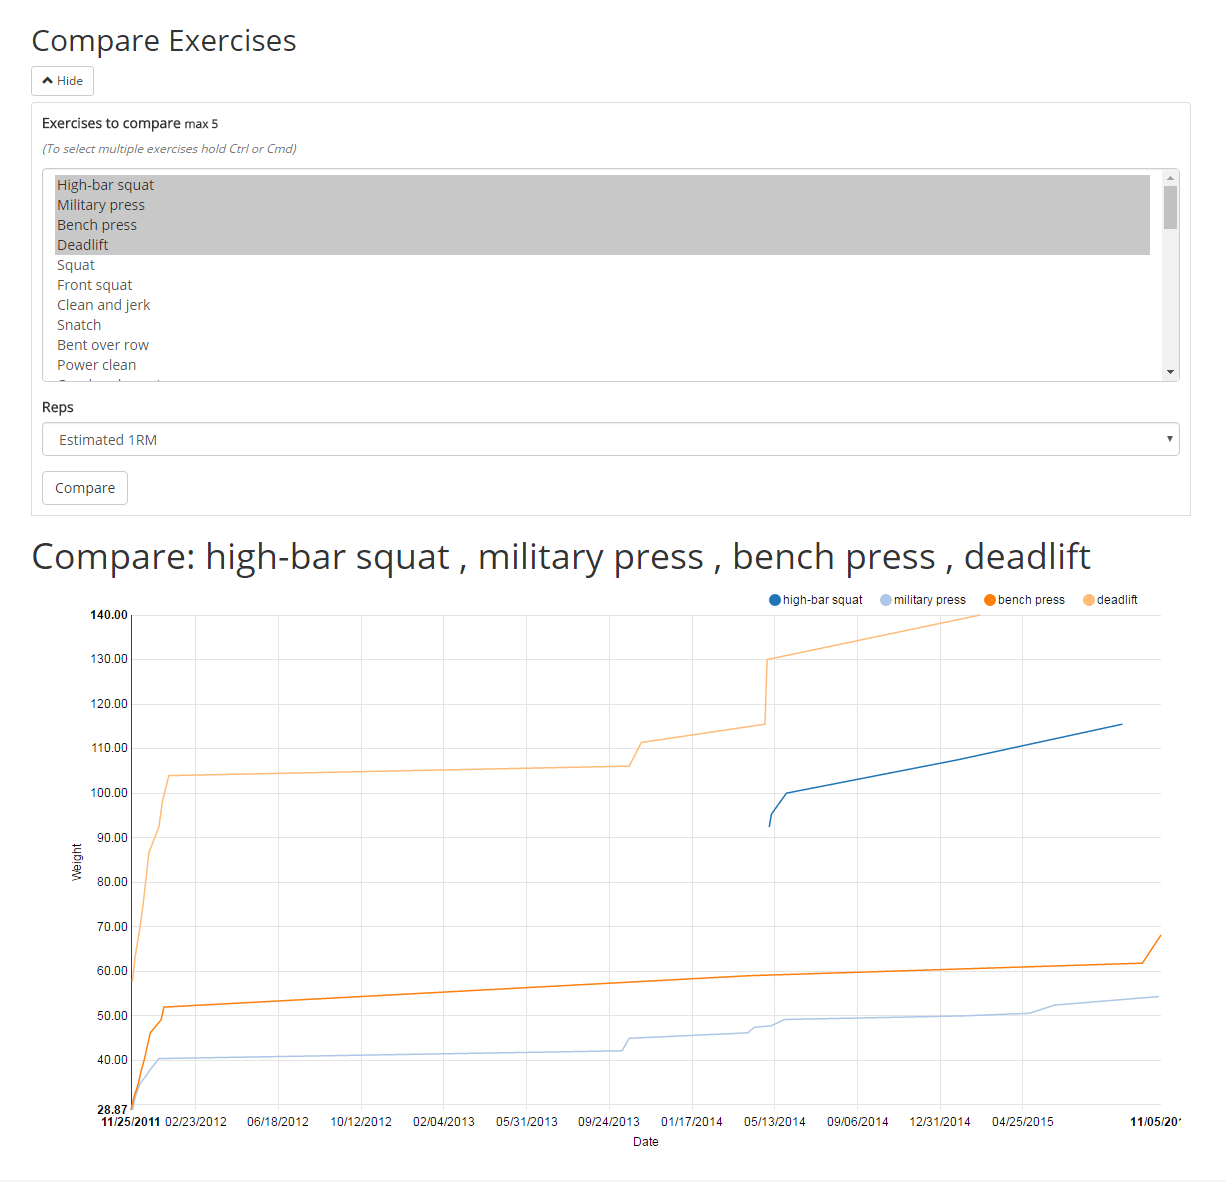 Compare Exercises
Hide
Exercises to compare max 5
(To select multiple exercises hold Ctrl or Cmd)
High-bar squat
Military press
Bench press
Deadlift
Squat
Front squat
Clean and jerk
Snatch
Bent over row
Power clean
Reps
Estimated 1RM
Compare
Compare: high-bar squat , military press , bench press , deadlift
high-bar squat military press bench press deadlift
140.00
130.00
120.00
110.00
100.00
90.00
80.00
70.00
60.00
50.00
40.00
28.87
Weight
11/25/2011 02/23/2012 06/18/2012 10/12/2012 02/04/2013 05/31/2013 09/24/2013 01/17/2014 05/13/2014 09/06/2014 12/31/2014 04/25/2015 11/05/201
Date